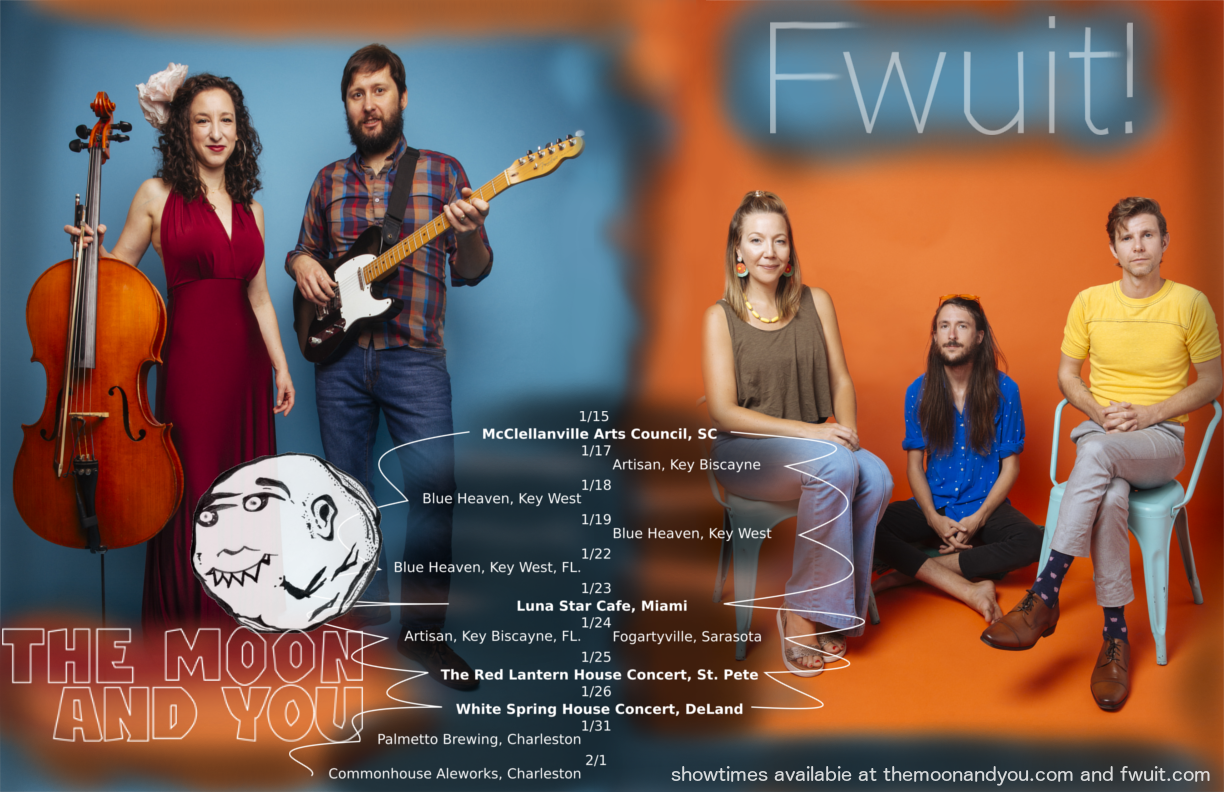 Fwuit!
1/15
McClellanville Arts Council, SC
1/17
Artisan, Key Biscayne
1/18
Blue Heaven, Key West
1/19
Blue Heaven, Key West
1/22
Blue Heaven, Key West, FL.
1/23
Luna Star Cafe, Miami
1/24
Artisan, Key Biscayne, FL. Fogartyville, Sarasota
1/25
The Red Lantern House Concert, St. Pete
1/26
White Spring House Concert, DeLand
1/31
Palmetto Brewing, Charleston
2/1
Commonhouse Aleworks, Charleston
THE MOON
AND YOU
showtimes available at themoonandyou.com and fwuit.com